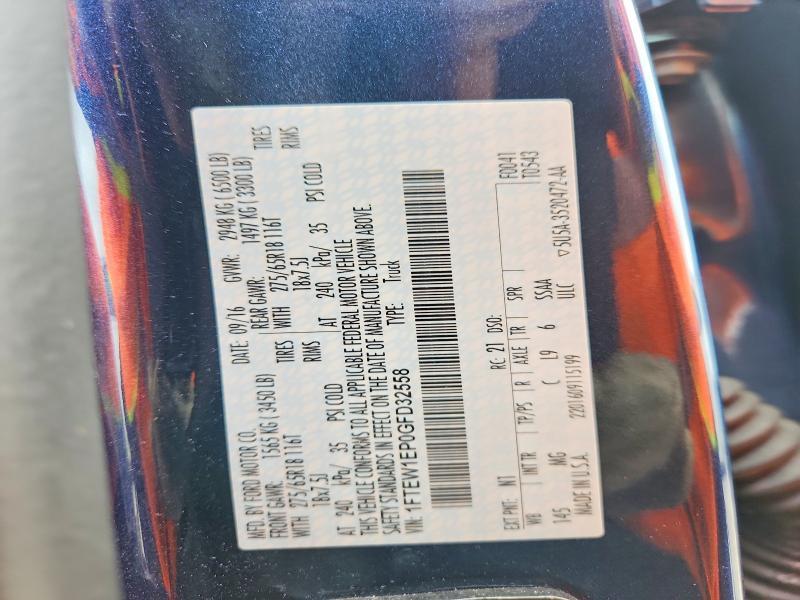 MFD. BY FORD MOTOR CO.
DATE: 09/16 GVWR: 2948 KG ( 6500 LB)
FRONT GAWR: 1565 KG ( 3450 LB)
REAR GAWR: 1497 KG ( 3300 LB)
WITH 275/65R18 116T TIRES
WITH 275/65R18 116T TIRES
18x7.5J RIMS
18x7.5J RIMS
AT 240 kPa/ 35 PSI COLD
AT 240 kPa/ 35 PSI COLD
THIS VEHICLE CONFORMS TO ALL APPLICABLE FEDERAL MOTOR VEHICLE
SAFETY STANDARDS IN EFFECT ON THE DATE OF MANUFACTURE SHOWN ABOVE.
VIN: 1FTEW1EP0GFD32558 TYPE: Truck
F0041
EXT PNT: N1 RC: 21 DSO: T0543
WB INT TR TP/PS R AXLE TR SPR
145 MG C L9 6 SSAA
MADE IN U.S.A. 2201609115199 ULC
▽5U5A-3520472-AA